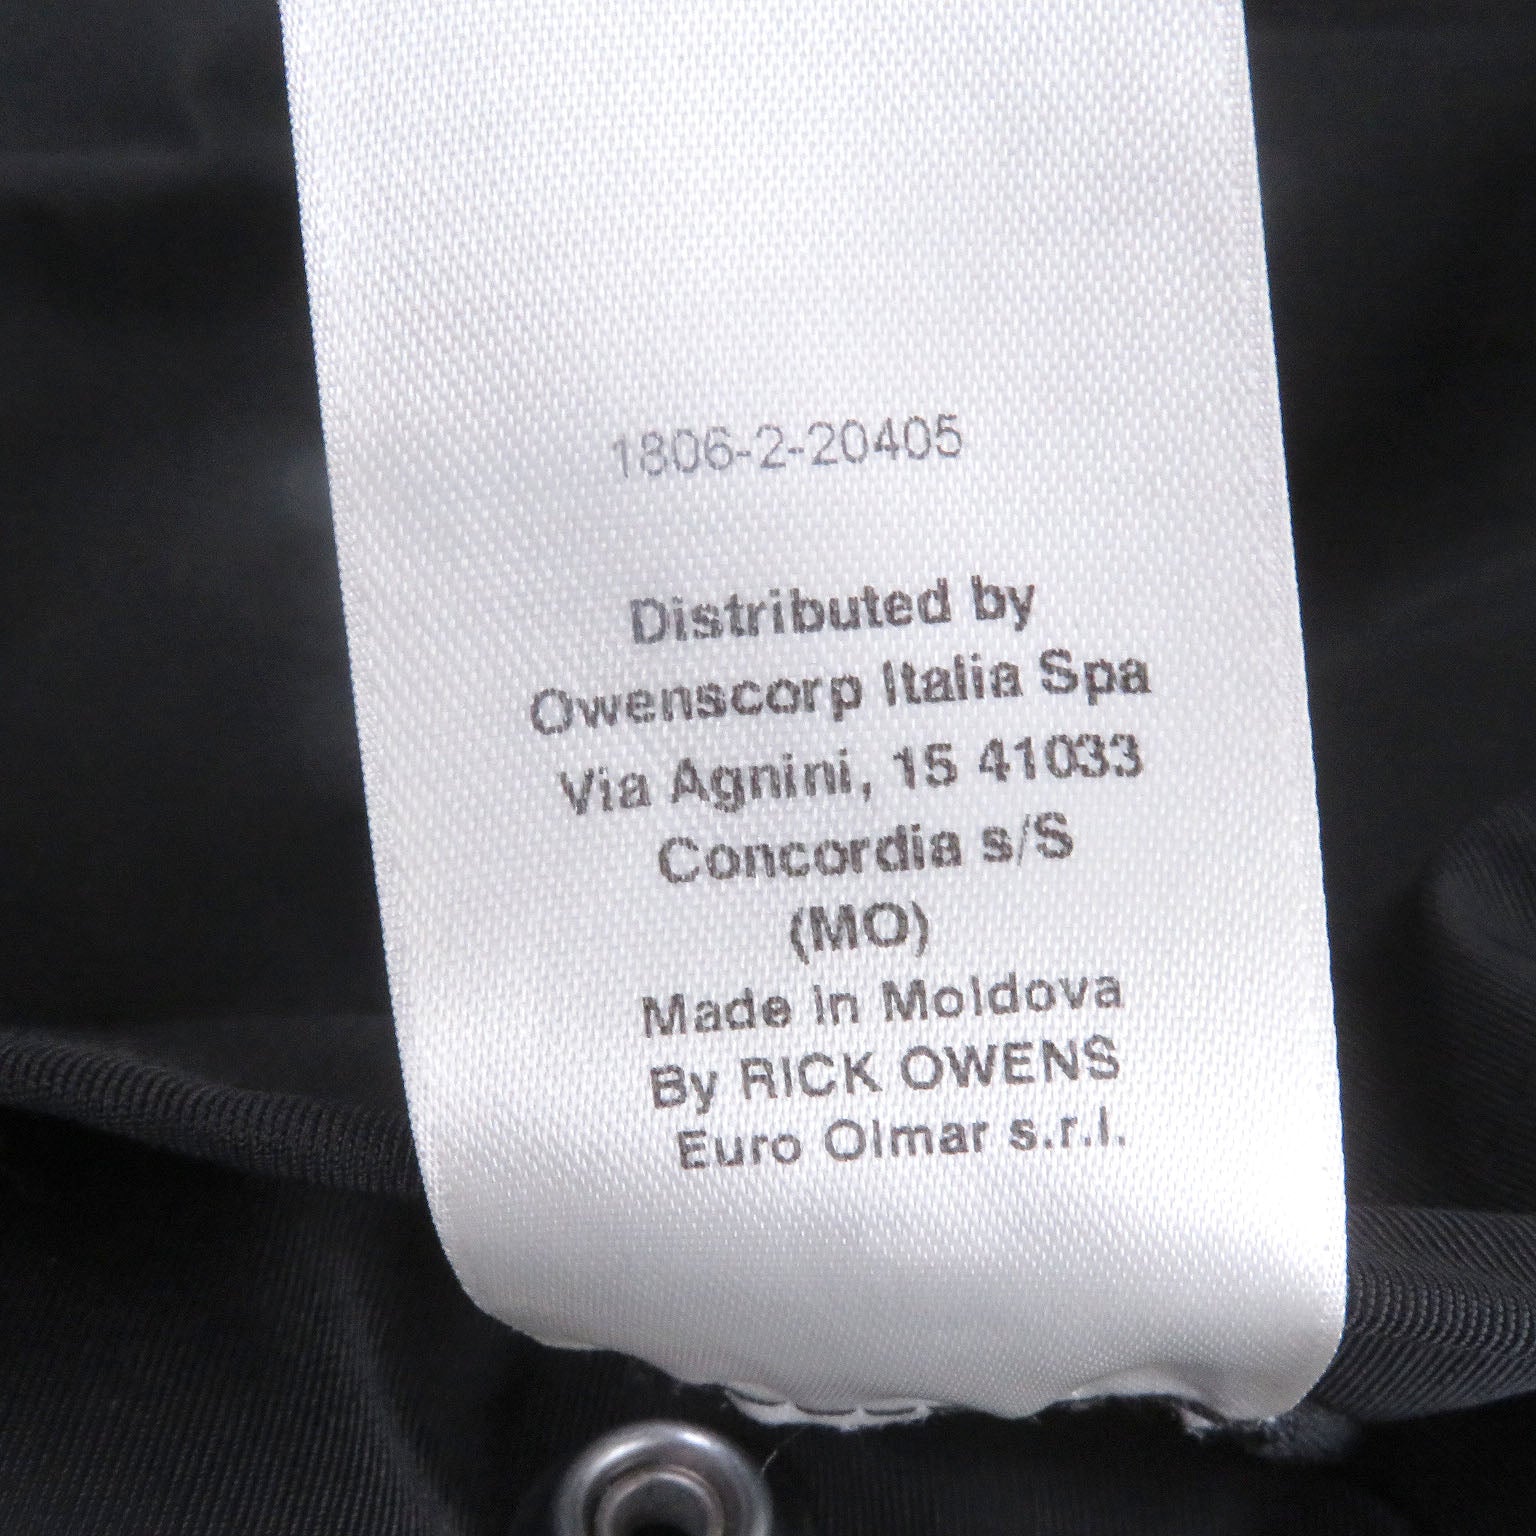 1806-2-20405
Distributed by
Owenscorp Italia Spa
Via Agnini, 15 41033
Concordia s/S
(MO)
Made in Moldova
By RICK OWENS
Euro Olmar s.r.l.